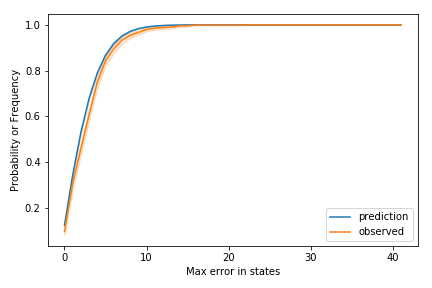 1.0
0.8
0.6
0.4
0.2
Probability or Frequency
prediction
observed
0 10 20 30 40
Max error in states